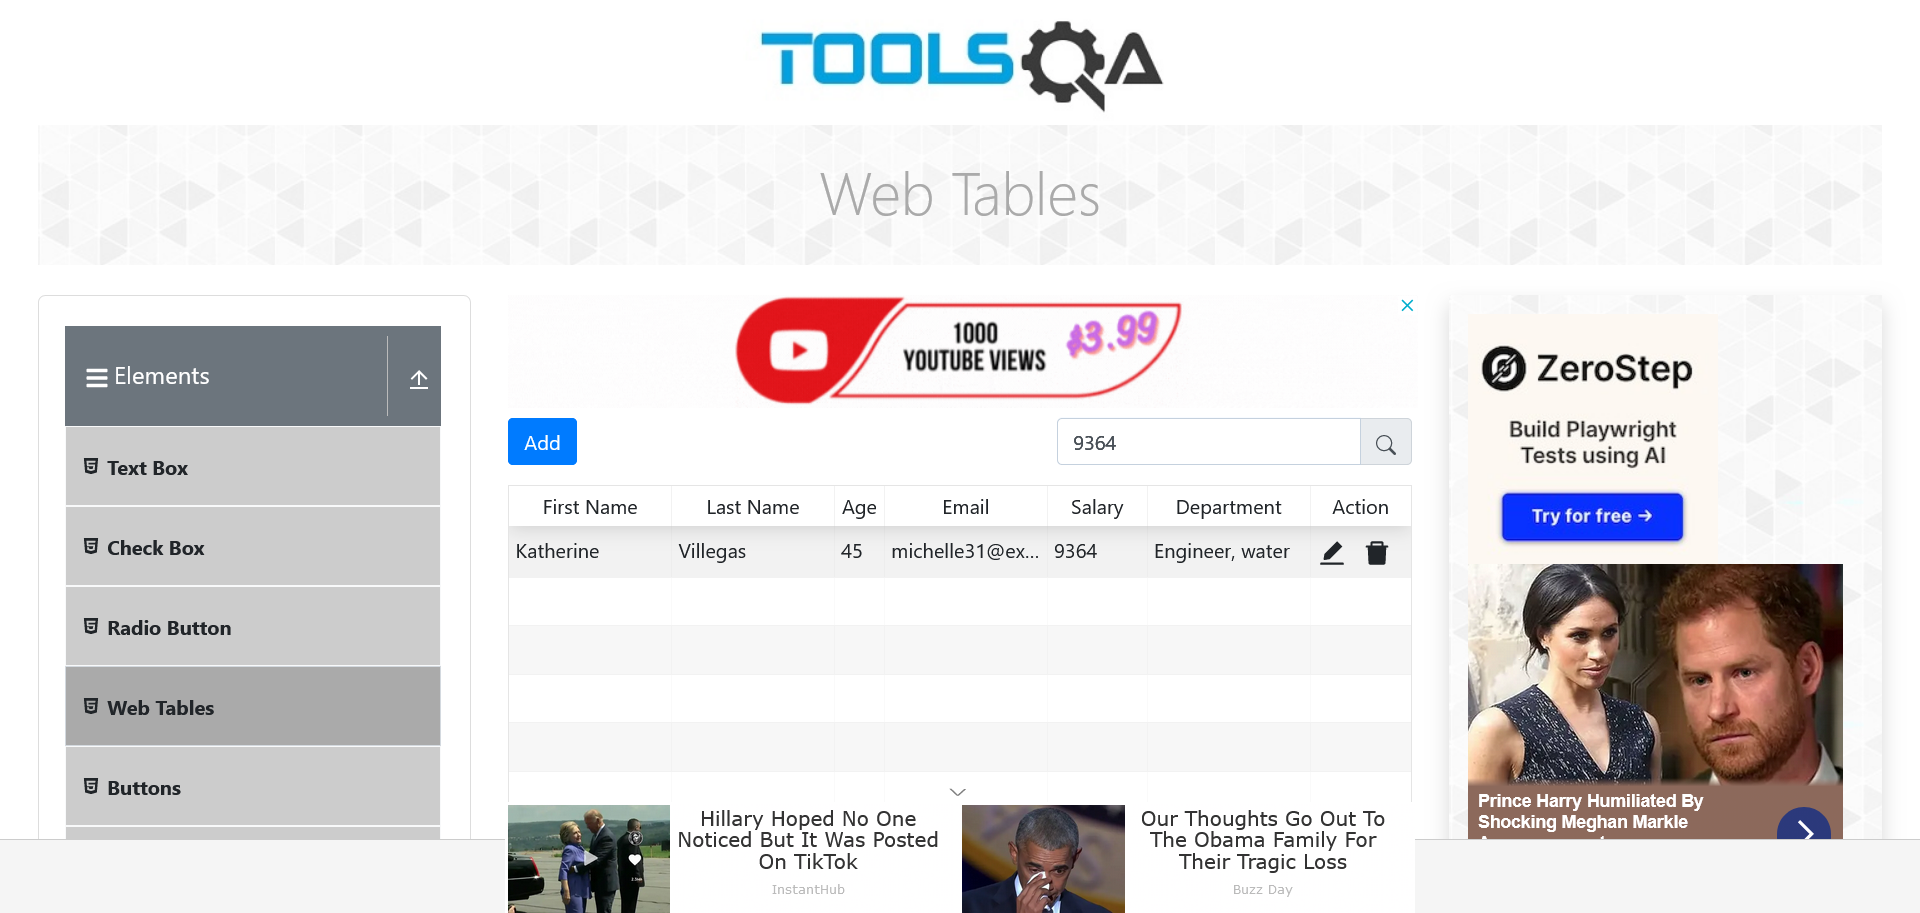 TOOLSQA
Web Tables
Elements
Text Box
Check Box
Radio Button
Web Tables
Buttons
1000
YOUTUBE VIEWS
$3.99
Add
9364
First Name Last Name Age Email Salary Department Action
Katherine Villegas 45 michelle31@ex... 9364 Engineer, water
Hillary Hoped No One
Noticed But It Was Posted
On TikTok
InstantHub
Our Thoughts Go Out To
The Obama Family For
Their Tragic Loss
Buzz Day
ZeroStep
Build Playwright
Tests using AI
Try for free →
Prince Harry Humiliated By
Shocking Meghan Markle